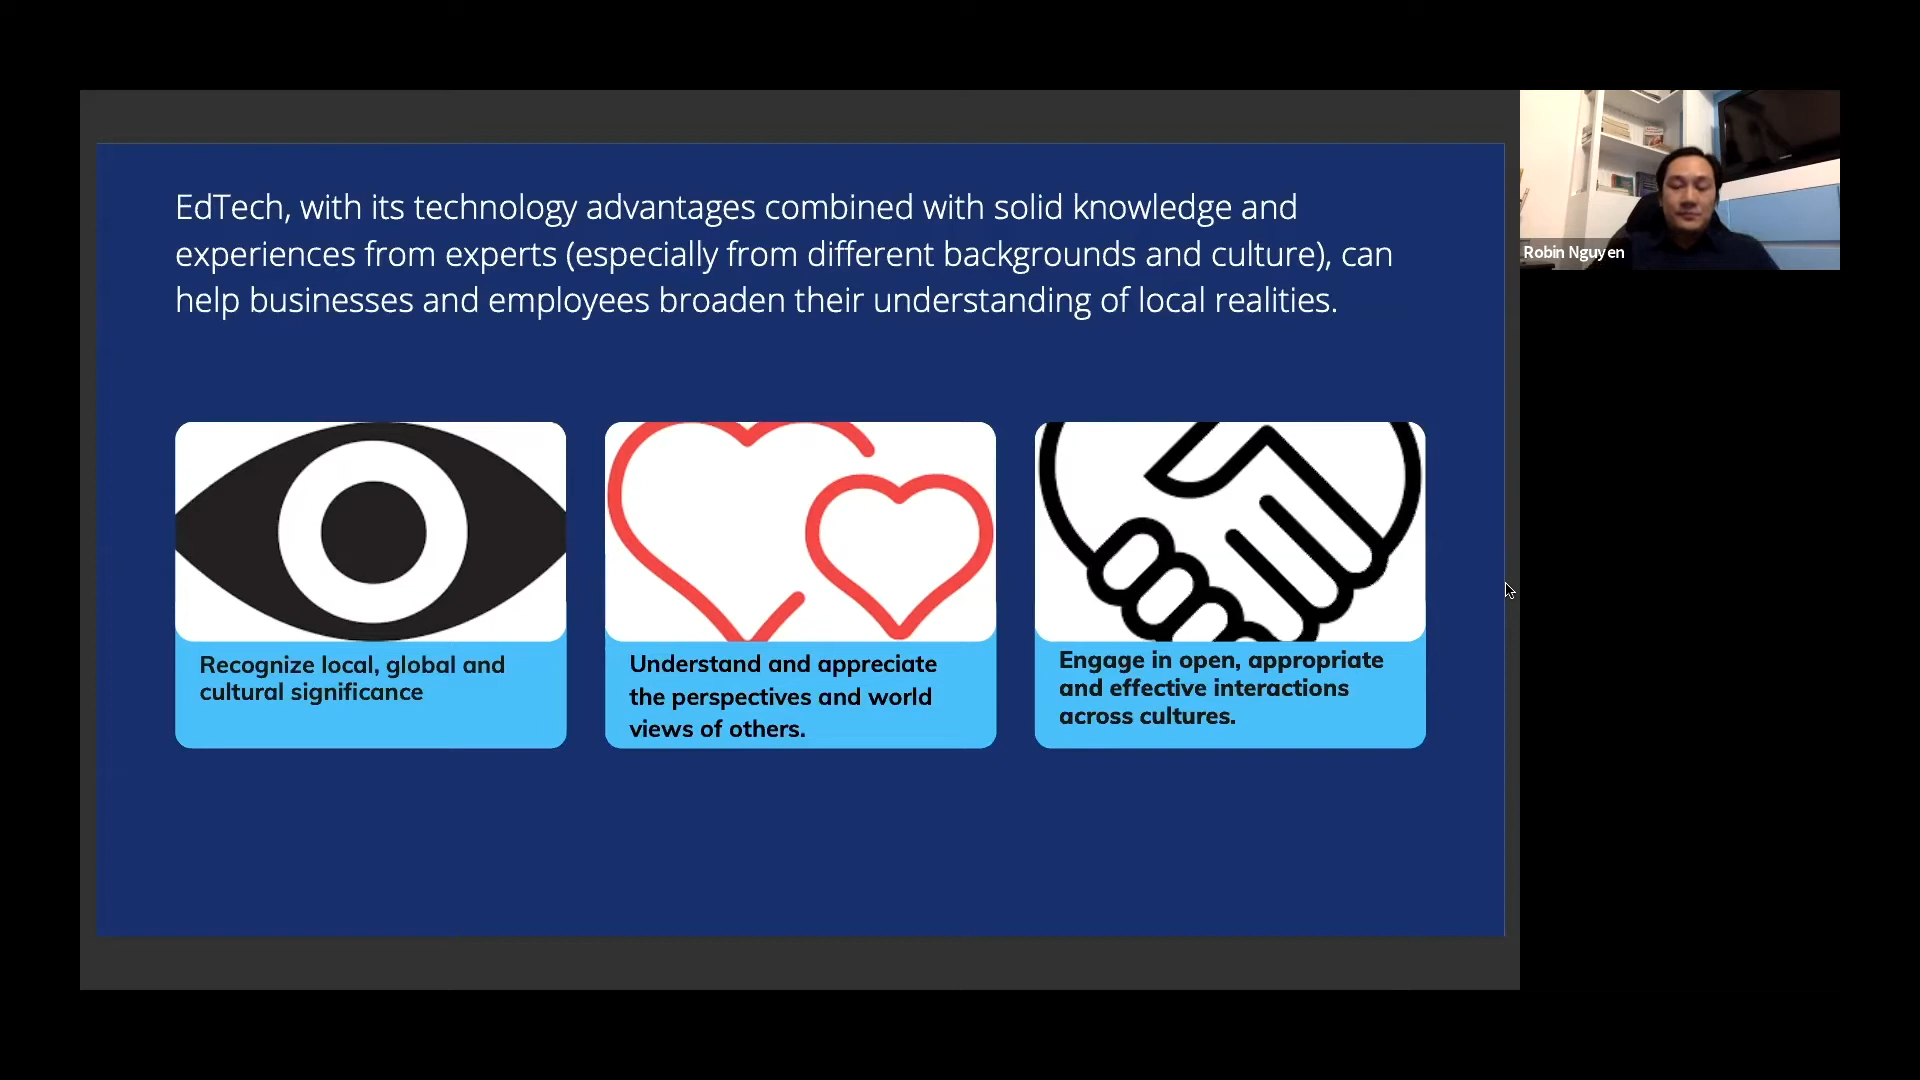 EdTech, with its technology advantages combined with solid knowledge and
experiences from experts (especially from different backgrounds and culture), can
help businesses and employees broaden their understanding of local realities.
Recognize local, global and
cultural significance
Understand and appreciate
the perspectives and world
views of others.
Engage in open, appropriate
and effective interactions
across cultures.
Robin Nguyen